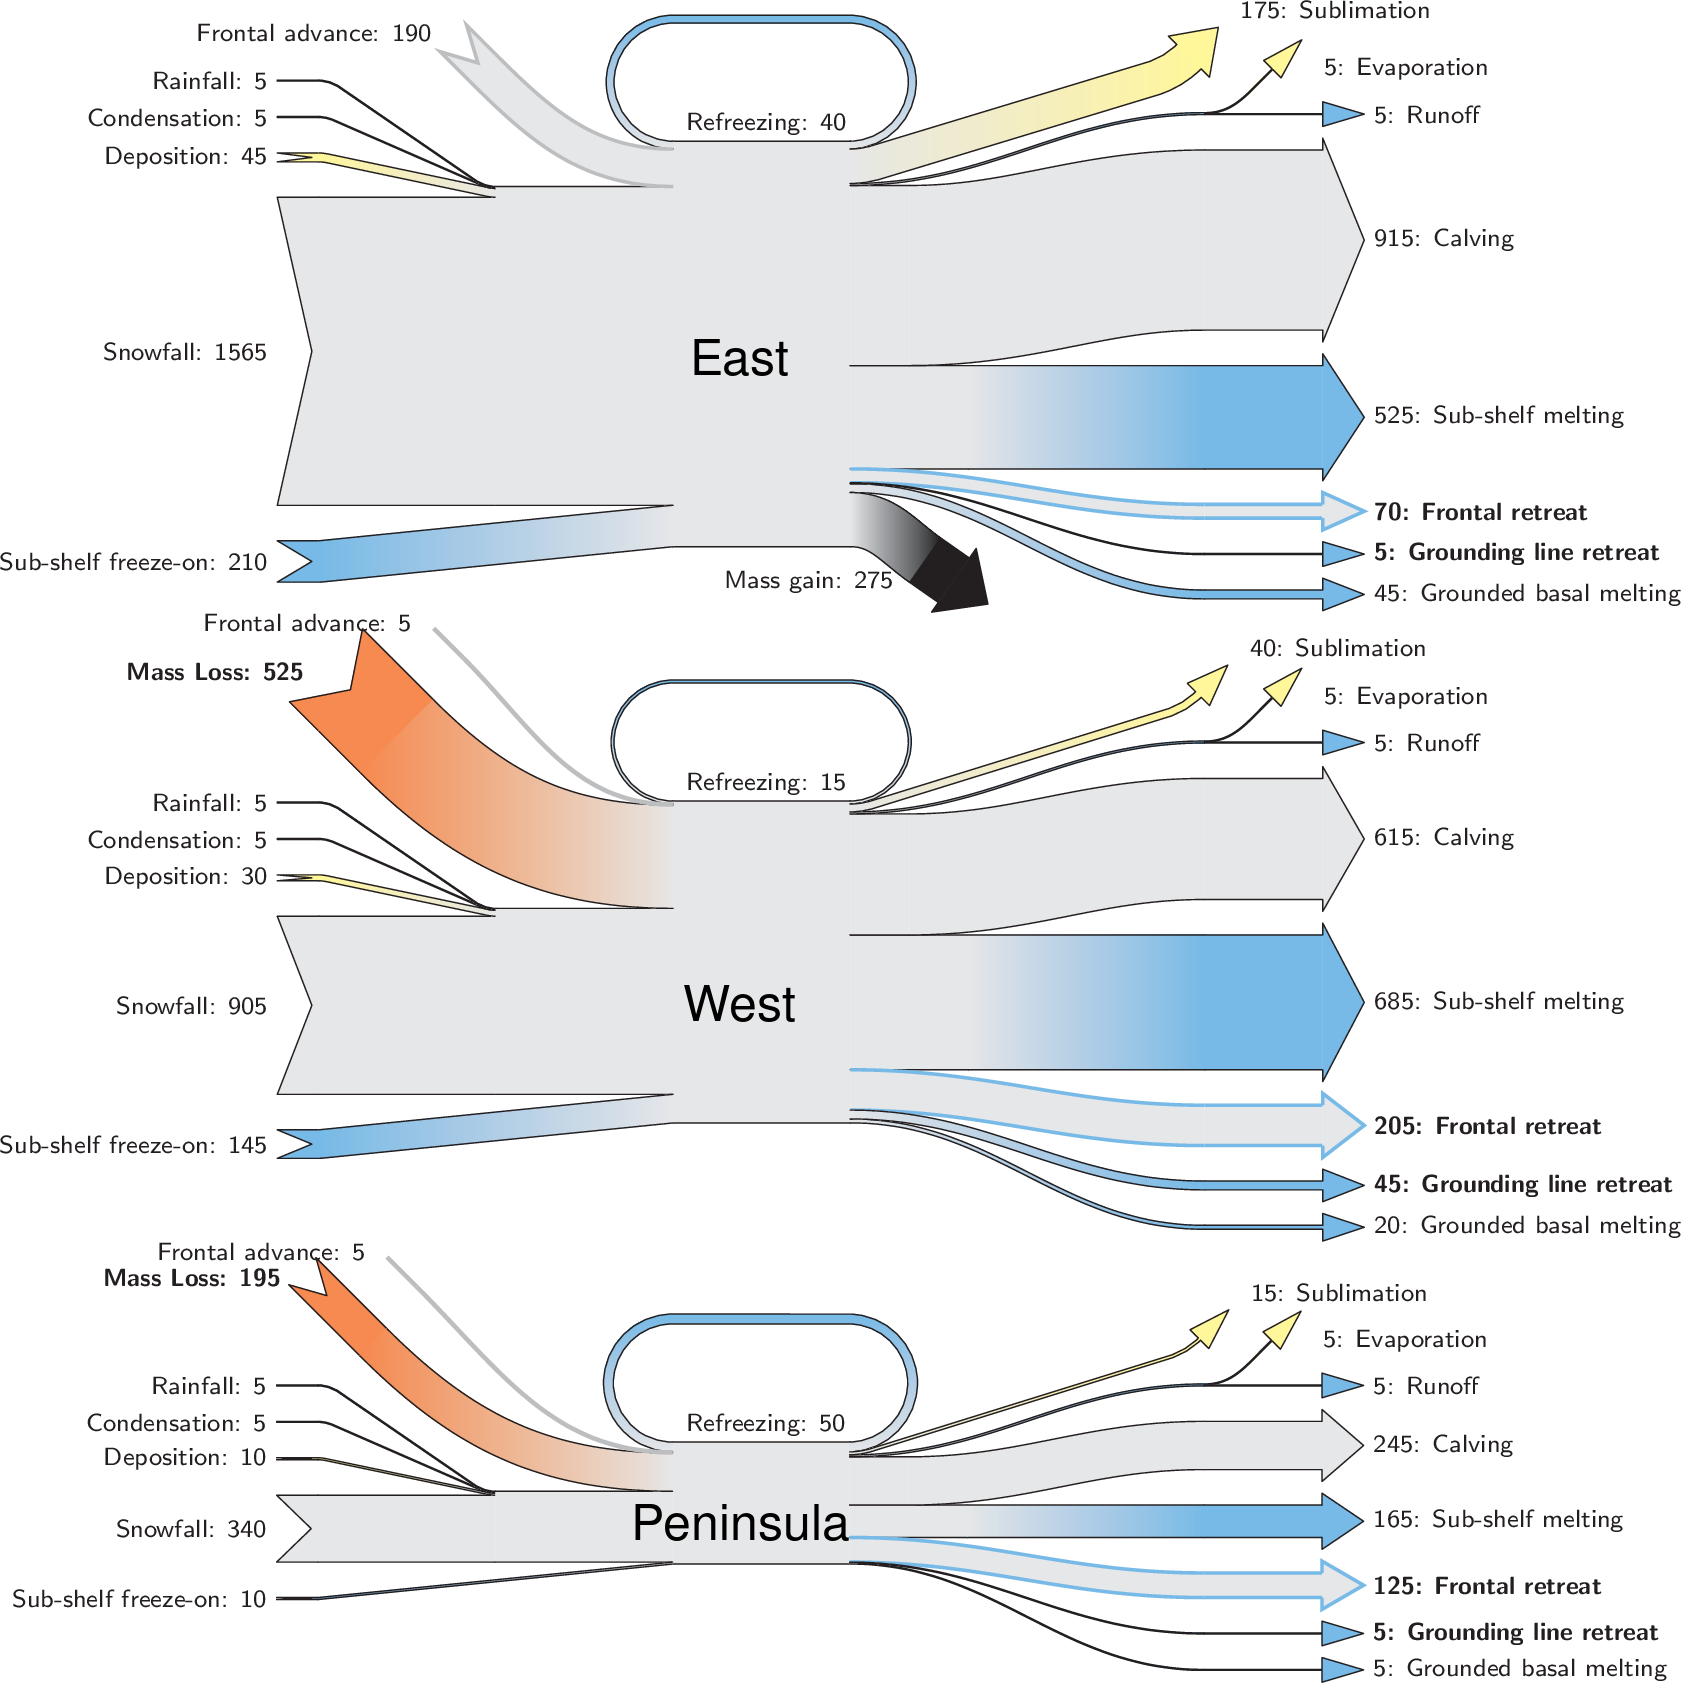 175: Sublimation
Frontal advance: 190
5: Evaporation
Rainfall: 5
Condensation: 5
Refreezing: 40
5: Runoff
Deposition: 45
915: Calving
Snowfall: 1565
East
525: Sub-shelf melting
70: Frontal retreat
5: Grounding line retreat
Sub-shelf freeze-on: 210
Mass gain: 275
45: Grounded basal melting
Frontal advance: 5
40: Sublimation
Mass Loss: 525
5: Evaporation
5: Runoff
Refreezing: 15
Rainfall: 5
Condensation: 5
615: Calving
Deposition: 30
Snowfall: 905
West
685: Sub-shelf melting
205: Frontal retreat
Sub-shelf freeze-on: 145
45: Grounding line retreat
20: Grounded basal melting
Frontal advance: 5
Mass Loss: 195
15: Sublimation
5: Evaporation
Rainfall: 5
5: Runoff
Condensation: 5
Refreezing: 50
Deposition: 10
245: Calving
Snowfall: 340
Peninsula
165: Sub-shelf melting
125: Frontal retreat
Sub-shelf freeze-on: 10
5: Grounding line retreat
5: Grounded basal melting